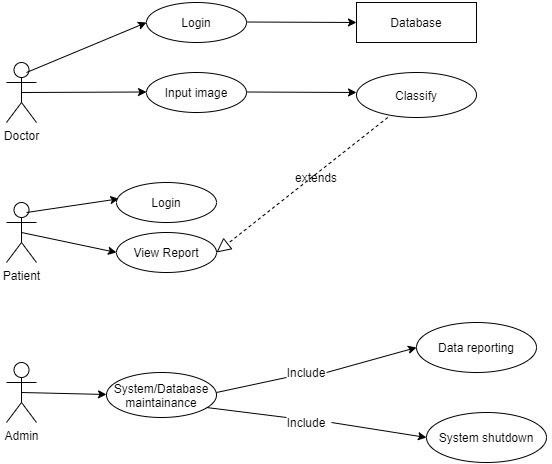 Login
Database
Input image
Classify
Doctor
extends
Login
Patient
View Report
Include
Data reporting
System/Database
maintainance
Admin
Include
System shutdown